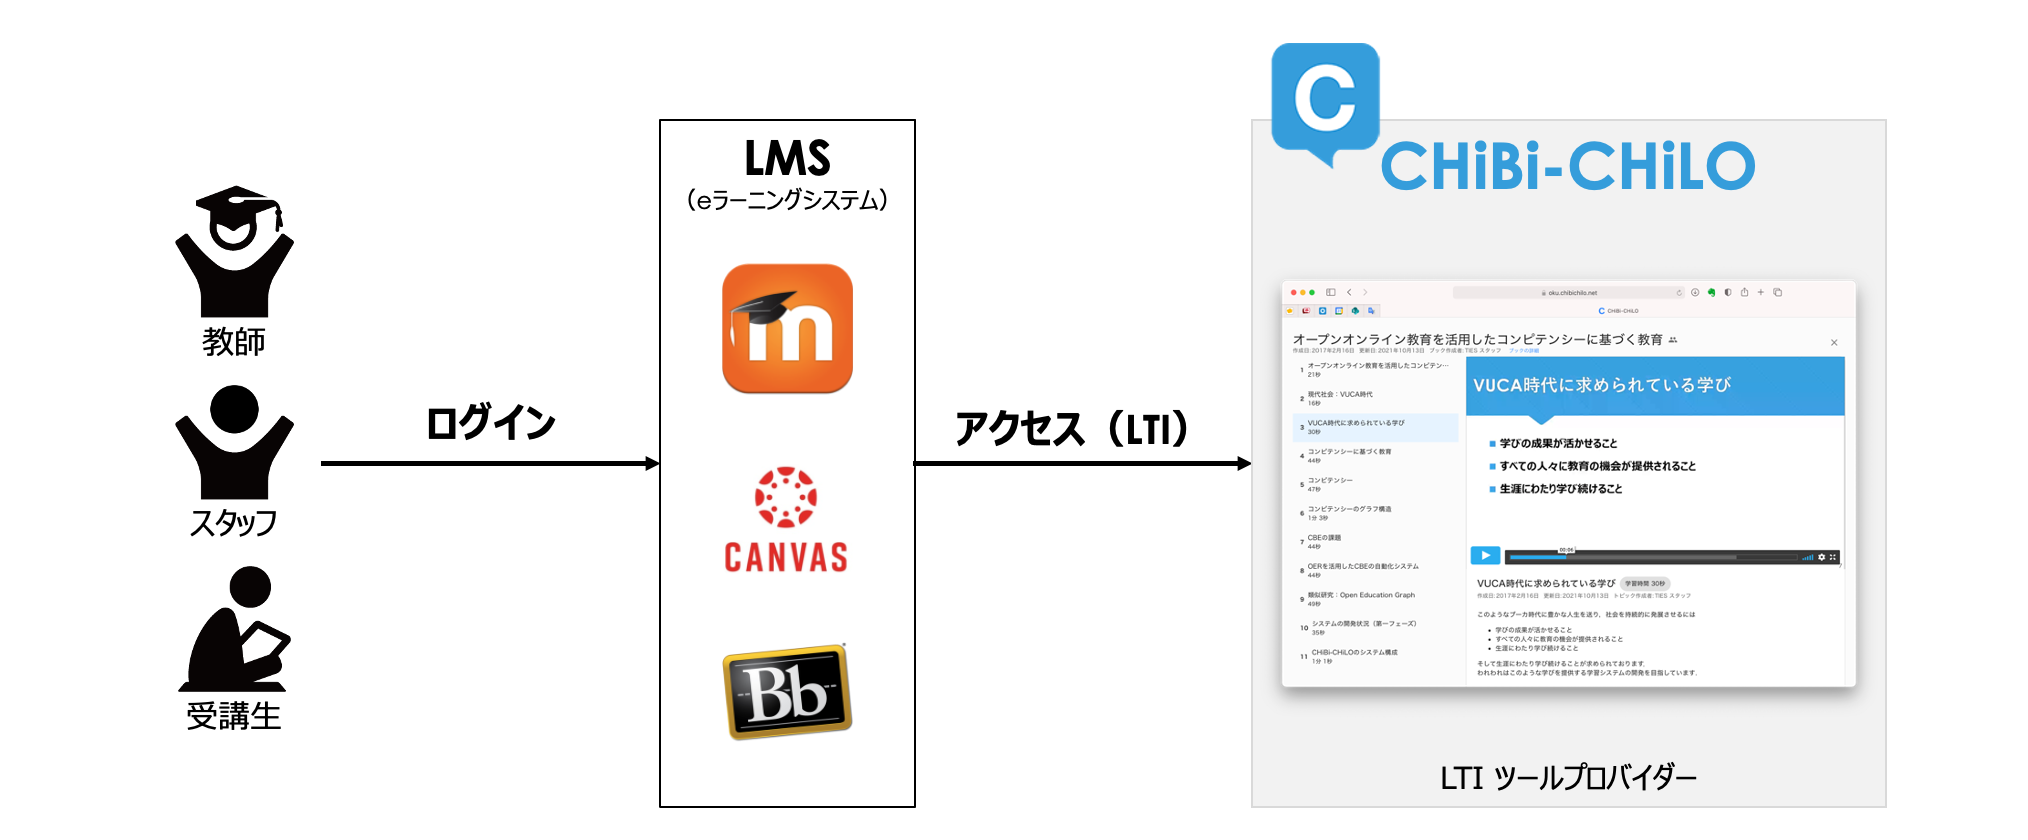 教師
スタッフ
受講生
ログイン
LMS
（eラーニングシステム）
m
CANVAS
Bb
アクセス（LTI）
C
CHiBi-CHiLO
oku.chibichilo.net
C CHiBi-CHiLO
オープンオンライン教育を活用したコンピテンシーに基づく教育
作成日:2017年2月16日 更新日:2021年10月13日 ブック作成者: TIES スタッフ ブックの詳細
1 オープンオンライン教育を活用したコンピテン…
21秒
2 現代社会：VUCA時代
16秒
3 VUCA時代に求められている学び
30秒
4 コンピテンシーに基づく教育
44秒
5 コンピテンシー
47秒
6 コンピテンシーのグラフ構造
1分 3秒
7 CBEの課題
44秒
8 OERを活用したCBEの自動化システム
44秒
9 類似研究：Open Education Graph
49秒
10 システムの開発状況（第一フェーズ）
35秒
11 CHiBi-CHiLOのシステム構成
1分 1秒
VUCA時代に求められている学び
■ 学びの成果が活かせること
■ すべての人々に教育の機会が提供されること
■ 生涯にわたり学び続けること
00:06
VUCA時代に求められている学び 学習時間 30秒
作成日:2017年2月16日 更新日:2021年10月13日 トピック作成者: TIES スタッフ
このようなブーカ時代に豊かな人生を送り，社会を持続的に発展させるには
• 学びの成果が活かせること
• すべての人々に教育の機会が提供されること
• 生涯にわたり学び続けること
そして生涯にわたり学び続けることが求められております．
われわれはこのような学びを提供する学習システムの開発を目指しています．
LTI ツールプロバイダー